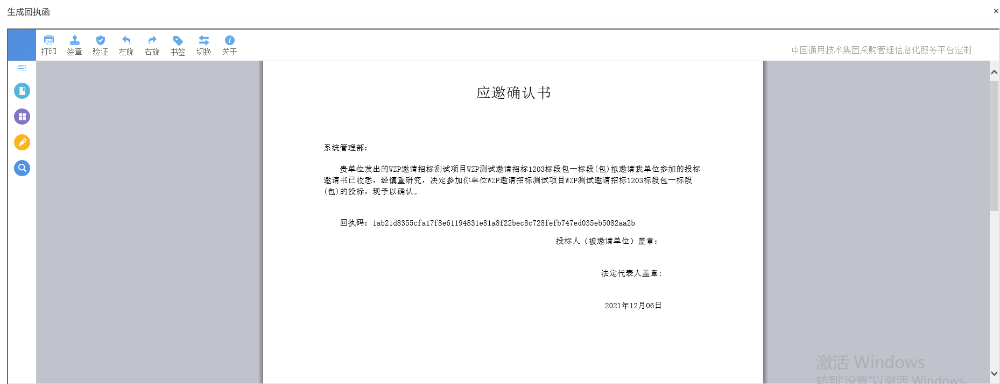 生成回执函
×
打印 签章 验证 左旋 右旋 书签 切换 关于
中国通用技术集团采购管理信息化服务平台定制
应邀确认书
系统管理部：
贵单位发出的WZP邀请招标测试项目WZP测试邀请招标1203标段包一标段(包)拟邀请我单位参加的投标
邀请书已收悉，经慎重研究，决定参加你单位WZP邀请招标测试项目WZP测试邀请招标1203标段包一标段
(包)的投标，现予以确认。
回执码：1ab21d8355cfa17f8e61194831e81a8f22bec8c728fefb747ed035eb5082aa2b
投标人（被邀请单位）盖章：
法定代表人盖章：
2021年12月06日
激活 Windows
转到"设置"以激活 Windows。